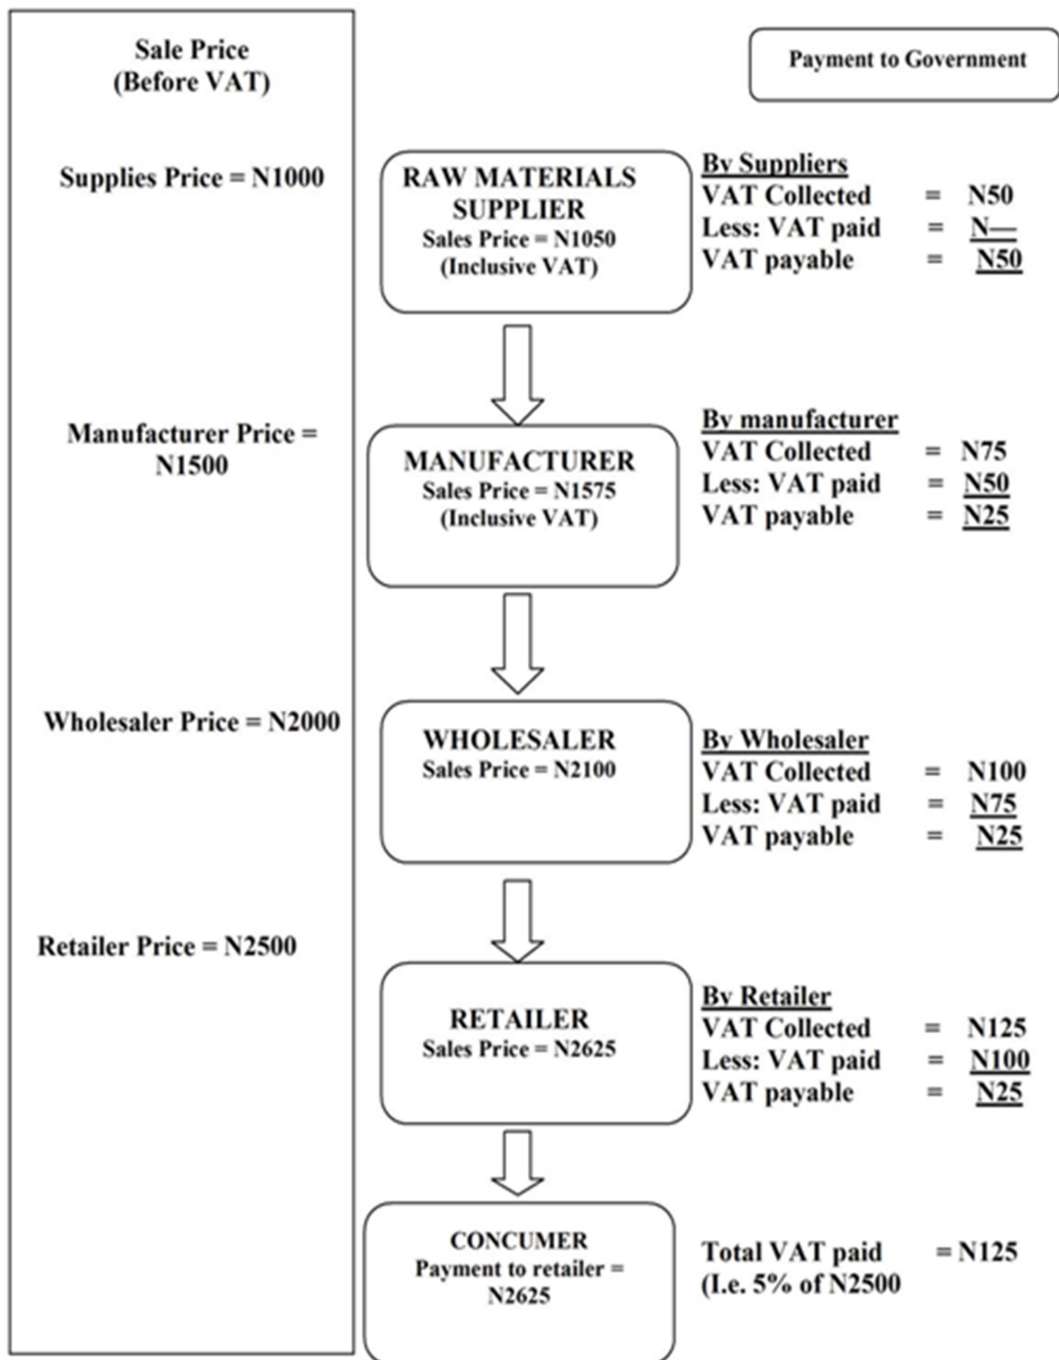 Sale Price
(Before VAT)
Payment to Government
Supplies Price = N1000
RAW MATERIALS
SUPPLIER
Sales Price = N1050
(Inclusive VAT)
By Suppliers
VAT Collected = N50
Less: VAT paid = N—
VAT payable = N50
Manufacturer Price =
N1500
MANUFACTURER
Sales Price = N1575
(Inclusive VAT)
By manufacturer
VAT Collected = N75
Less: VAT paid = N50
VAT payable = N25
Wholesaler Price = N2000
WHOLESALER
Sales Price = N2100
By Wholesaler
VAT Collected = N100
Less: VAT paid = N75
VAT payable = N25
Retailer Price = N2500
RETAILER
Sales Price = N2625
By Retailer
VAT Collected = N125
Less: VAT paid = N100
VAT payable = N25
CONCUMER
Payment to retailer =
N2625
Total VAT paid = N125
(I.e. 5% of N2500